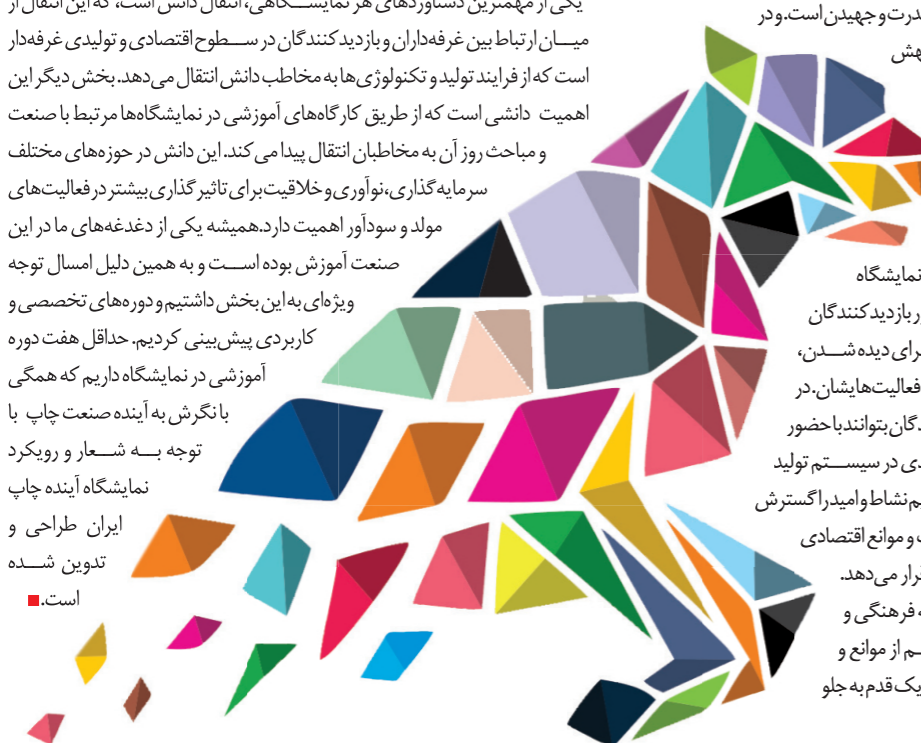 درت و جهیدن است. و در
هش
نمایشگاه
ر بازدیدکنندگان
رای دیده شدن،
فعالیت‌هایشان. در
دگان بتوانند با حضور
دی در سیستم تولید
یم نشاط و امید را گسترش
و موانع اقتصادی
رار می‌دهد.
ه فرهنگی و
ـم از موانع و
یک قدم به جلو
یکی از مهمترین دستاوردهای هر نمایشگاهی، انتقال دانش است، که این انتقال از
میان ارتباط بین غرفه‌داران و بازدیدکنندگان در سطوح اقتصادی و تولیدی غرفه‌دار
است که از فرایند تولید و تکنولوژی‌ها به مخاطب دانش انتقال می‌دهد. بخش دیگر این
اهمیت دانشی است که از طریق کارگاه‌های آموزشی در نمایشگاه‌ها مرتبط با صنعت
و مباحث روز آن به مخاطبان انتقال پیدا می‌کند. این دانش در حوزه‌های مختلف
سرمایه‌گذاری، نوآوری و خلاقیت برای تاثیرگذاری بیشتر در فعالیت‌های
مولد و سودآور اهمیت دارد. همیشه یکی از دغدغه‌های ما در این
صنعت آموزش بوده است و به همین دلیل امسال توجه
ویژه‌ای به این بخش داشتیم و دوره‌های تخصصی و
کاربردی پیش‌بینی کردیم. حداقل هفت دوره
آموزشی در نمایشگاه داریم که همگی
با نگرش به آینده صنعت چاپ با
توجه به شعار و رویکرد
نمایشگاه آینده چاپ
ایران طراحی و
تدوین شده
است.